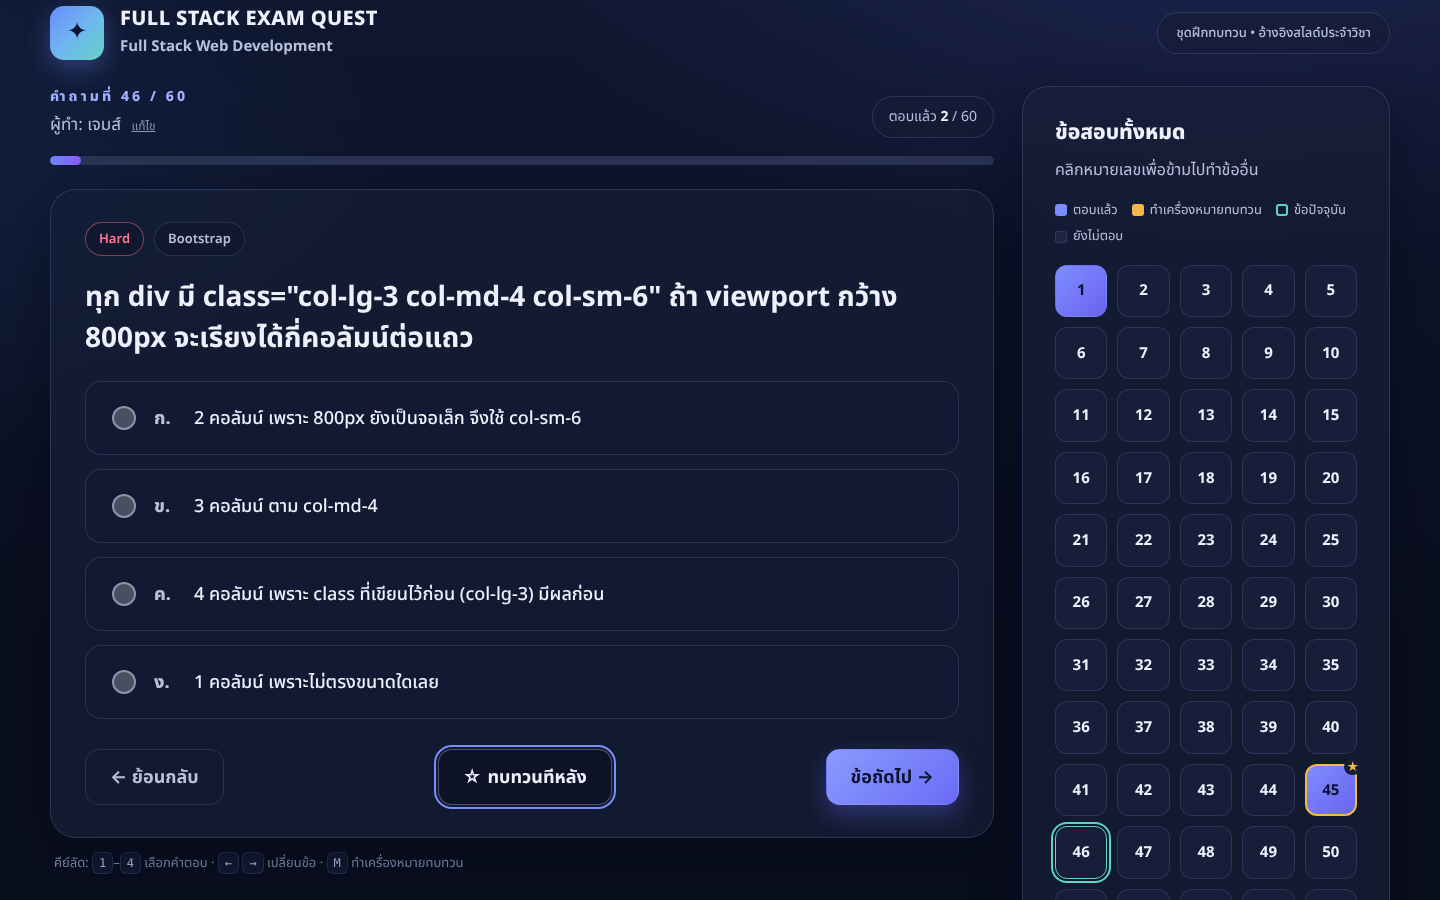 ✦
FULL STACK EXAM QUEST
Full Stack Web Development
ชุดฝึกทบทวน • อ้างอิงสไลด์ประจำวิชา
คำถามที่ 46 / 60
ผู้ทำ: เจมส์ แก้ไข
ตอบแล้ว 2 / 60
Hard
Bootstrap
ทุก div มี class="col-lg-3 col-md-4 col-sm-6" ถ้า viewport กว้าง
800px จะเรียงได้กี่คอลัมน์ต่อแถว
ก. 2 คอลัมน์ เพราะ 800px ยังเป็นจอเล็ก จึงใช้ col-sm-6
ข. 3 คอลัมน์ ตาม col-md-4
ค. 4 คอลัมน์ เพราะ class ที่เขียนไว้ก่อน (col-lg-3) มีผลก่อน
ง. 1 คอลัมน์ เพราะไม่ตรงขนาดใดเลย
← ย้อนกลับ
☆ ทบทวนทีหลัง
ข้อถัดไป →
คีย์ลัด: 1–4 เลือกคำตอบ · ← → เปลี่ยนข้อ · M ทำเครื่องหมายทบทวน
ข้อสอบทั้งหมด
คลิกหมายเลขเพื่อข้ามไปทำข้ออื่น
ตอบแล้ว ทำเครื่องหมายทบทวน ข้อปัจจุบัน
ยังไม่ตอบ
1 2 3 4 5
6 7 8 9 10
11 12 13 14 15
16 17 18 19 20
21 22 23 24 25
26 27 28 29 30
31 32 33 34 35
36 37 38 39 40
41 42 43 44 45 ★
46 47 48 49 50